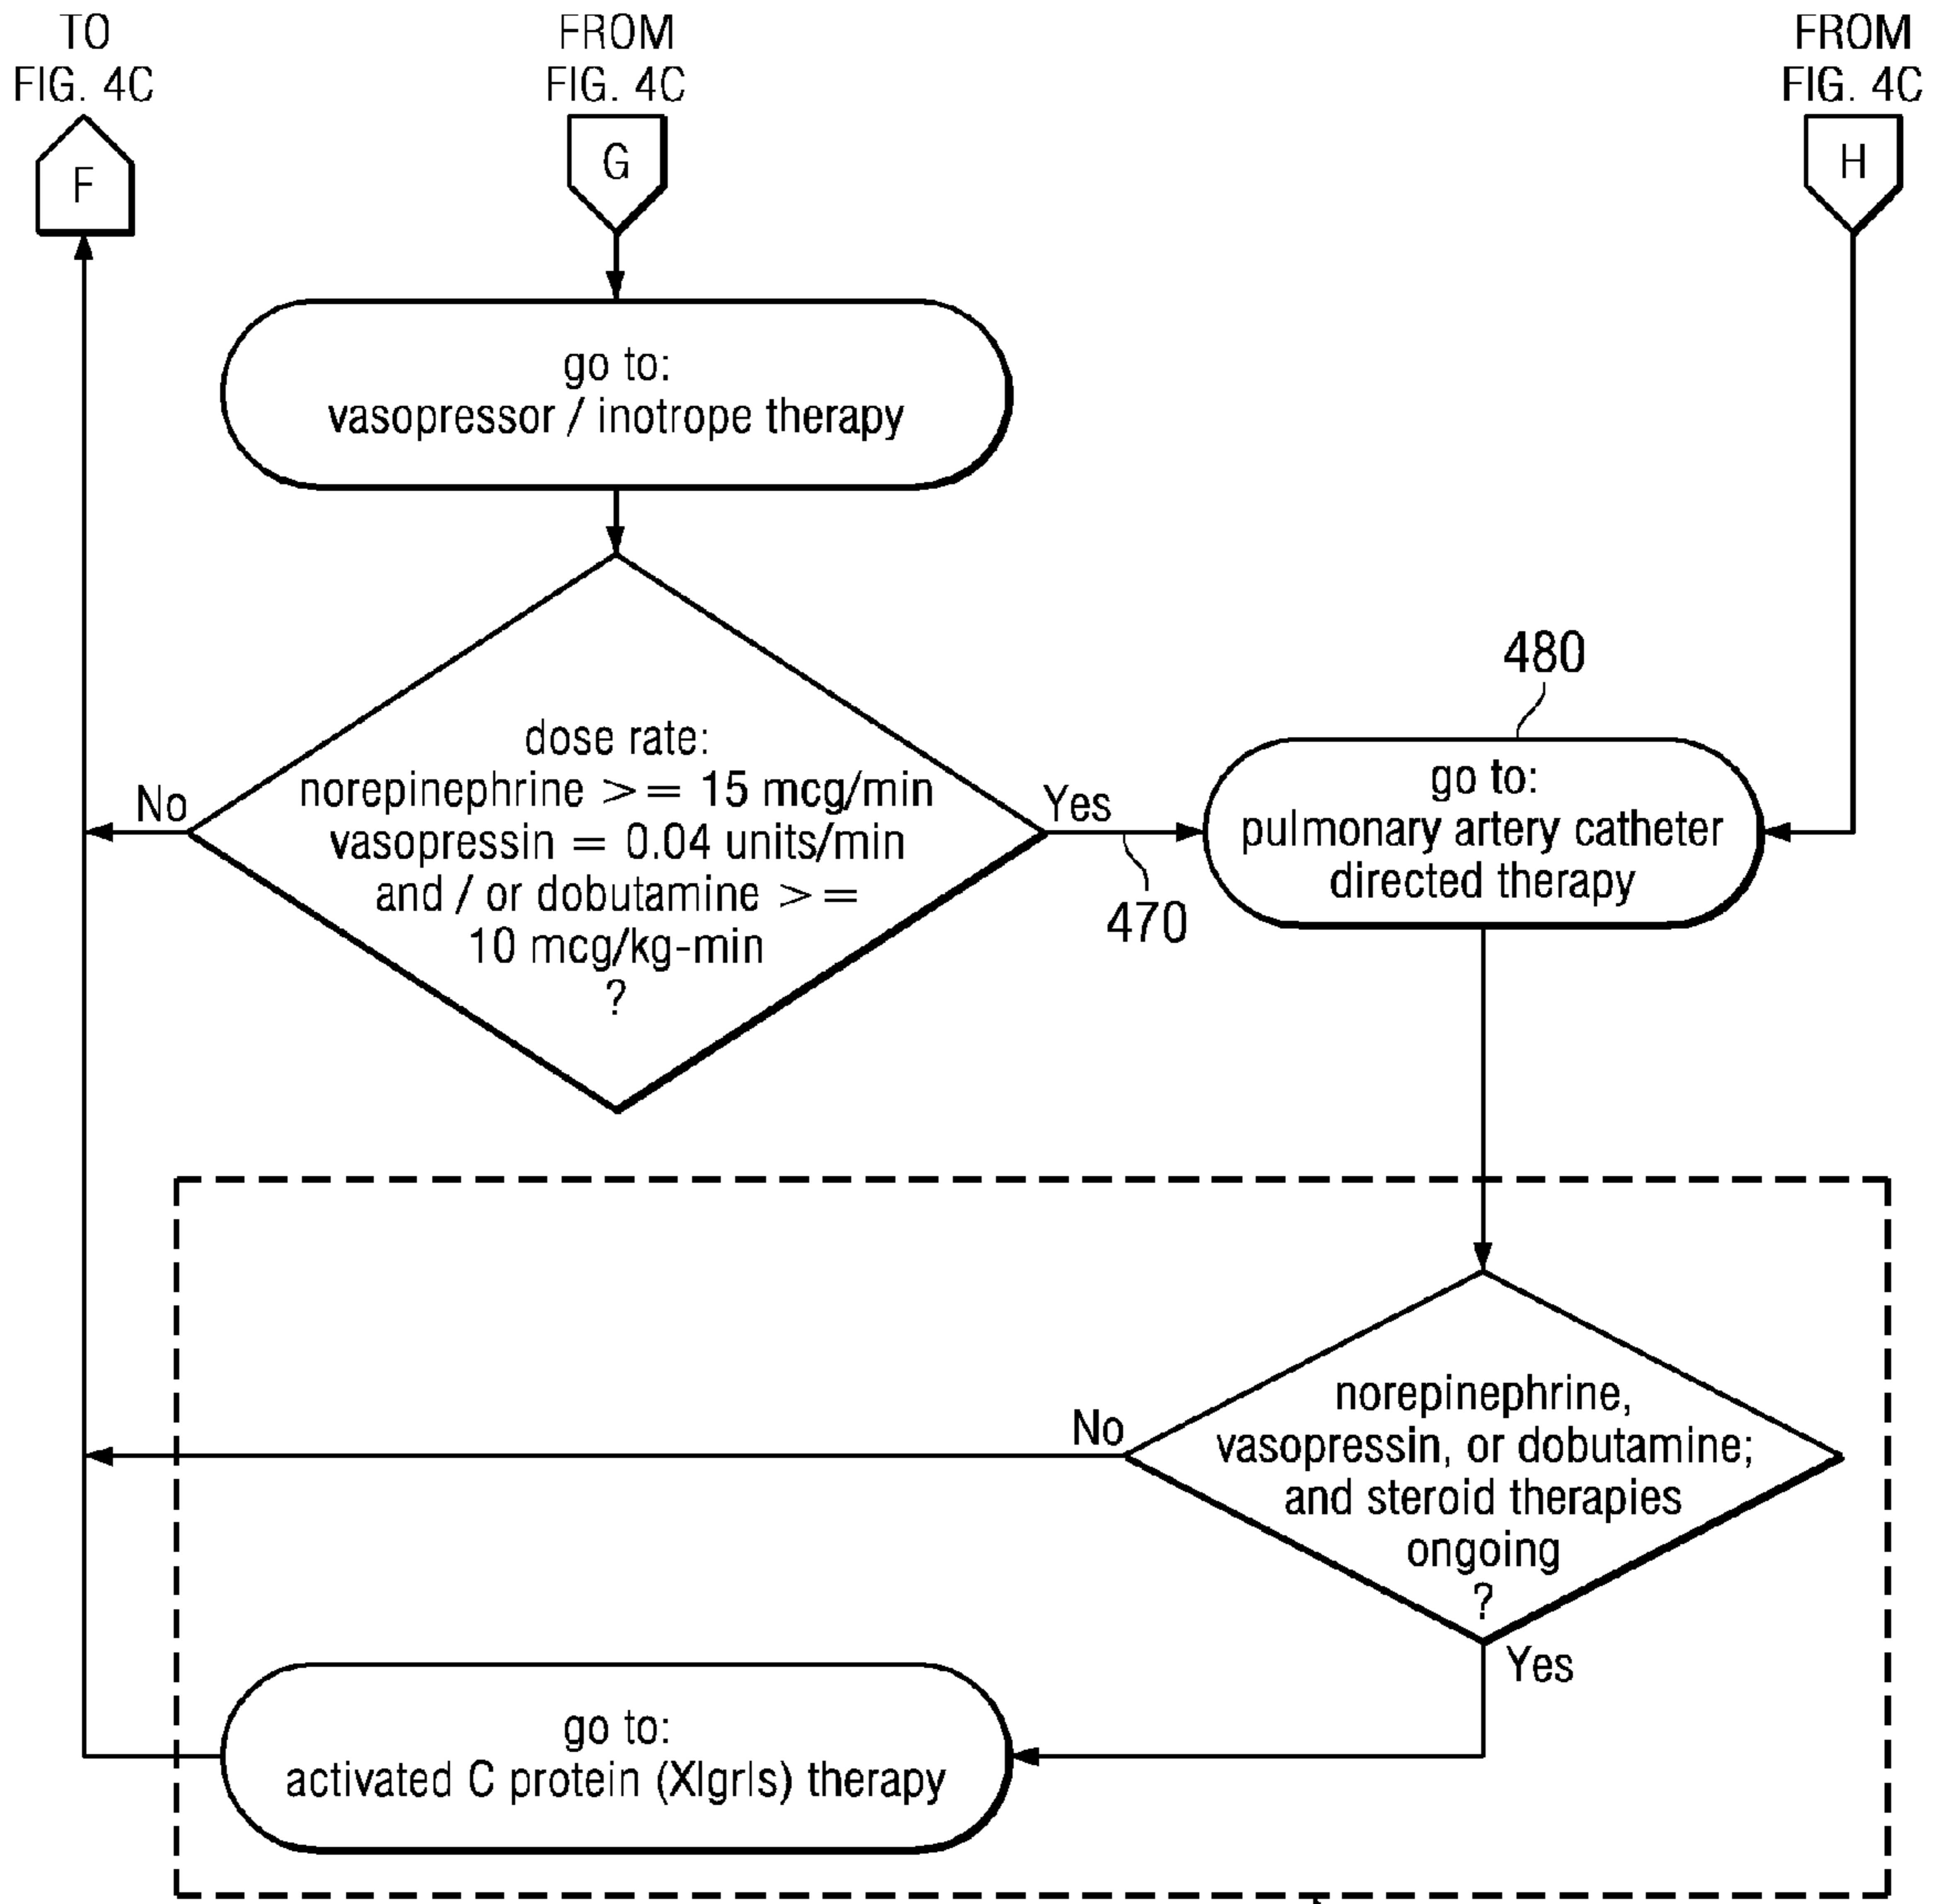 TO
FIG. 4C
F
FROM
FIG. 4C
G
FROM
FIG. 4C
H
go to:
vasopressor / inotrope therapy
dose rate:
norepinephrine >= 15 mcg/min
vasopressin = 0.04 units/min
and / or dobutamine >=
10 mcg/kg-min
?
No
Yes
470
480
go to:
pulmonary artery catheter
directed therapy
norepinephrine,
vasopressin, or dobutamine;
and steroid therapies
ongoing
?
No
Yes
go to:
activated C protein (XIgrIs) therapy